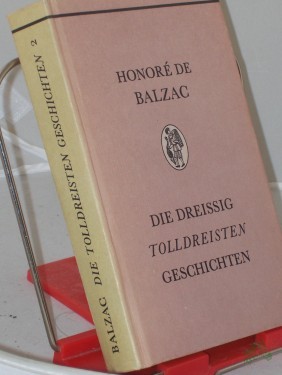 HONORÉ DE
BALZAC
DIE DREISSIG
TOLLDREISTEN
GESCHICHTEN
BALZAC DIE TOLLDREISTEN GESCHICHTEN 2